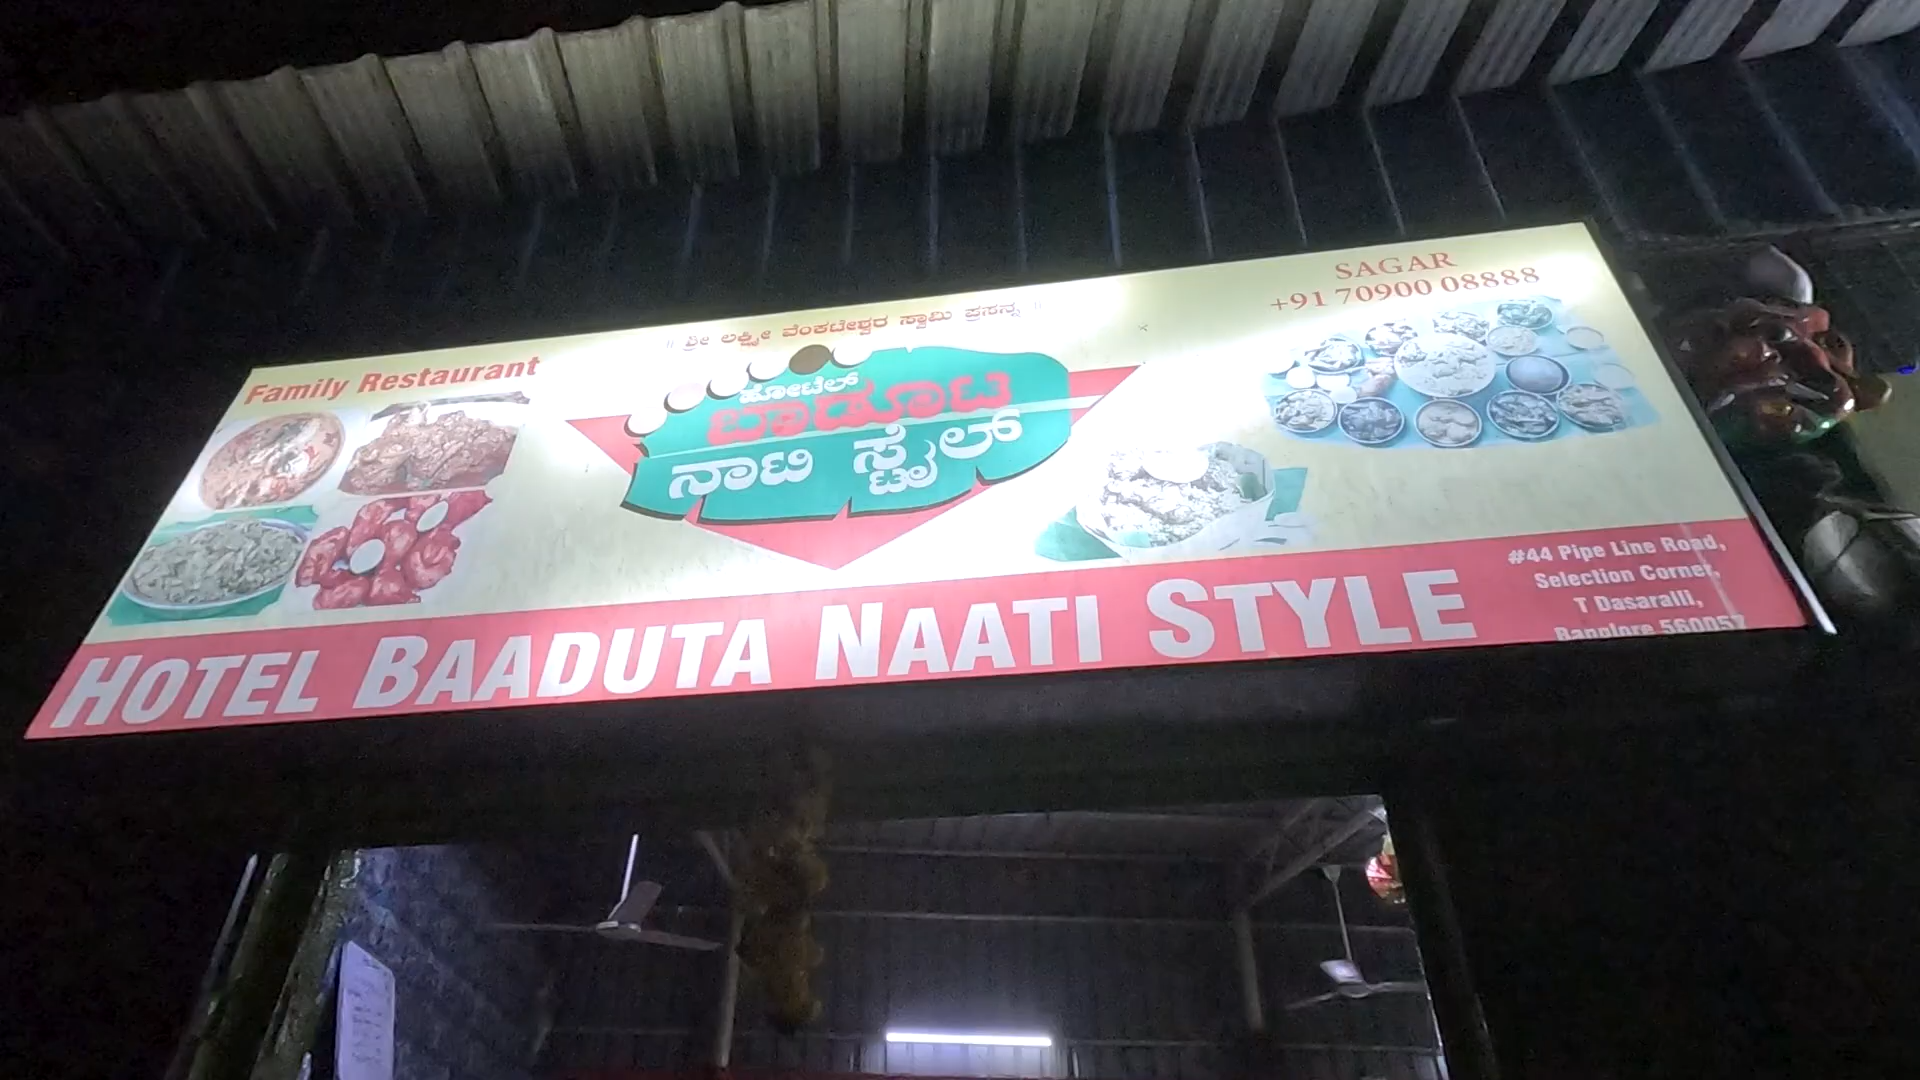 ॥ ಶ್ರೀ ಲಕ್ಷ್ಮೀ ವೆಂಕಟೇಶ್ವರ ಸ್ವಾಮಿ ಪ್ರಸನ್ನ ॥
SAGAR
+91 70900 08888
Family Restaurant
ಹೋಟೆಲ್
ಬಾಡೂಟ
ನಾಟಿ ಸ್ಟೈಲ್
HOTEL BAADUTA NAATI STYLE
#44 Pipe Line Road,
Selection Corner,
T Dasaralli,
Banglore 560057